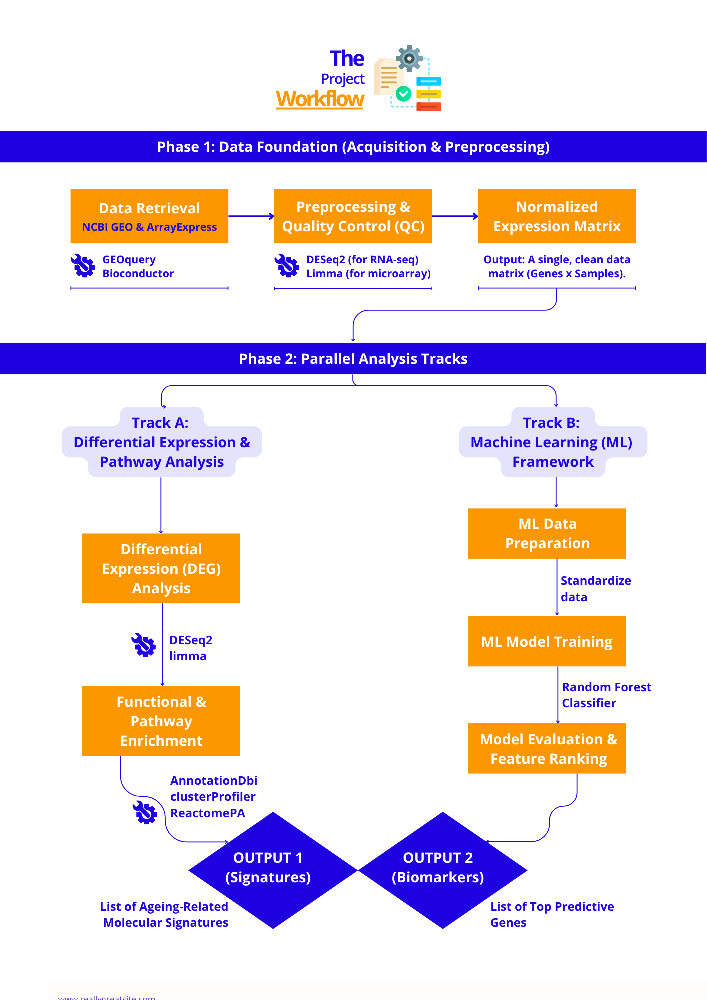 The
Project
Workflow
Phase 1: Data Foundation (Acquisition & Preprocessing)
Data Retrieval
NCBI GEO & ArrayExpress
GEOquery
Bioconductor
Preprocessing &
Quality Control (QC)
DESeq2 (for RNA-seq)
Limma (for microarray)
Normalized
Expression Matrix
Output: A single, clean data
matrix (Genes x Samples).
Phase 2: Parallel Analysis Tracks
Track A:
Differential Expression &
Pathway Analysis
Differential
Expression (DEG)
Analysis
DESeq2
limma
Functional &
Pathway
Enrichment
AnnotationDbi
clusterProfiler
ReactomePA
OUTPUT 1
(Signatures)
List of Ageing-Related
Molecular Signatures
Track B:
Machine Learning (ML)
Framework
ML Data
Preparation
Standardize
data
ML Model Training
Random Forest
Classifier
Model Evaluation &
Feature Ranking
OUTPUT 2
(Biomarkers)
List of Top Predictive
Genes
www.reallygreatsite.com